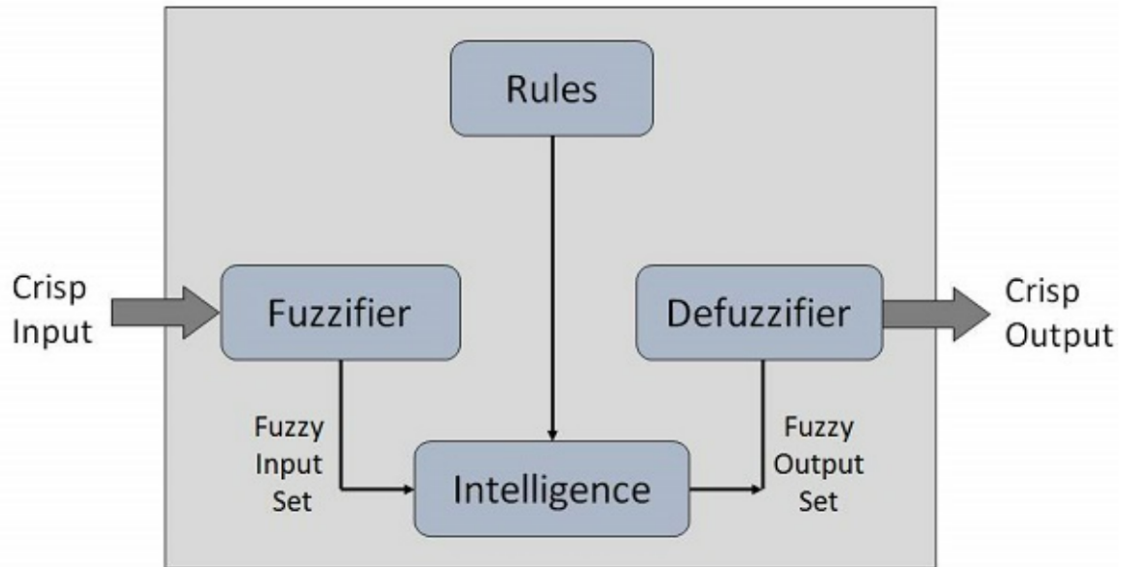 Rules
Crisp
Input
Fuzzifier
Defuzzifier
Crisp
Output
Fuzzy
Input
Set
Intelligence
Fuzzy
Output
Set